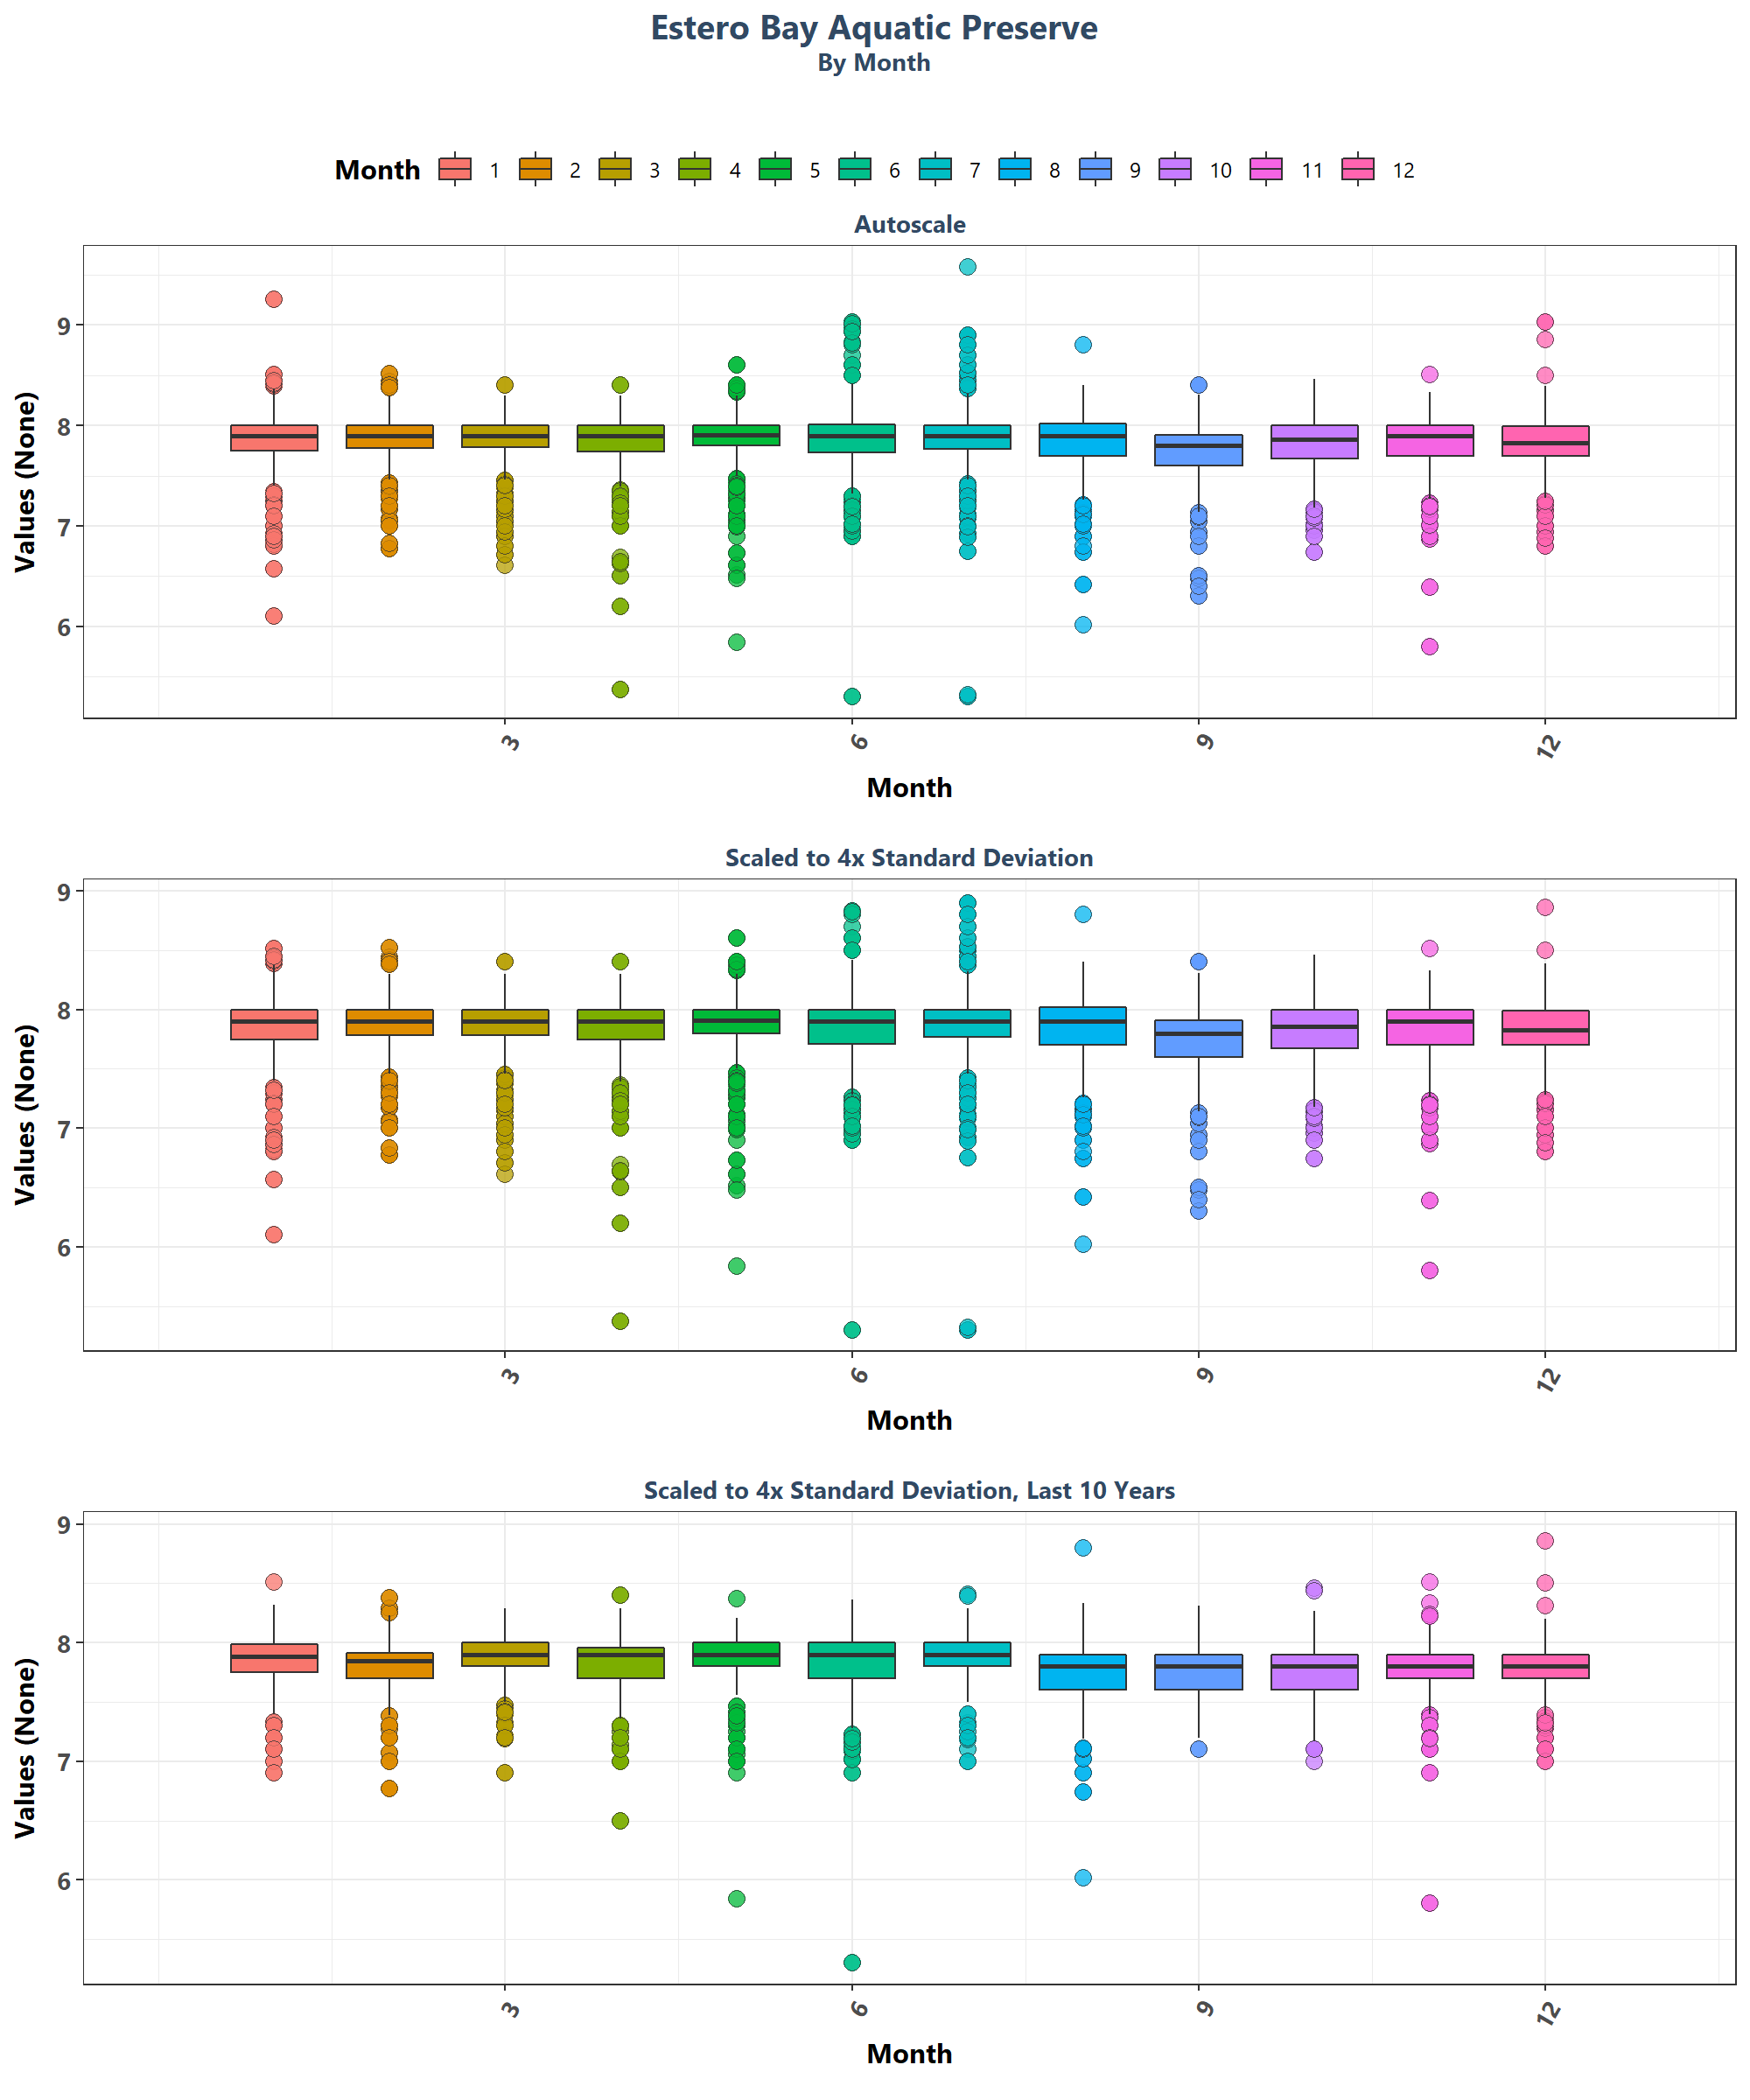 Estero Bay Aquatic Preserve
By Month
Month 1 2 3 4 5 6 7 8 9 10 11 12
Autoscale
Values (None)
9
8
7
6
3 6 9 12
Month
Scaled to 4x Standard Deviation
Values (None)
9
8
7
6
3 6 9 12
Month
Scaled to 4x Standard Deviation, Last 10 Years
Values (None)
9
8
7
6
3 6 9 12
Month